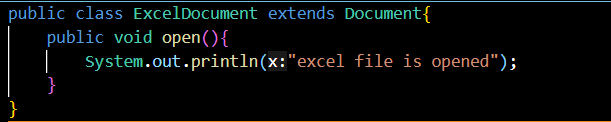 public class ExcelDocument extends Document{
public void open(){
System.out.println(x:"excel file is opened");
}
}